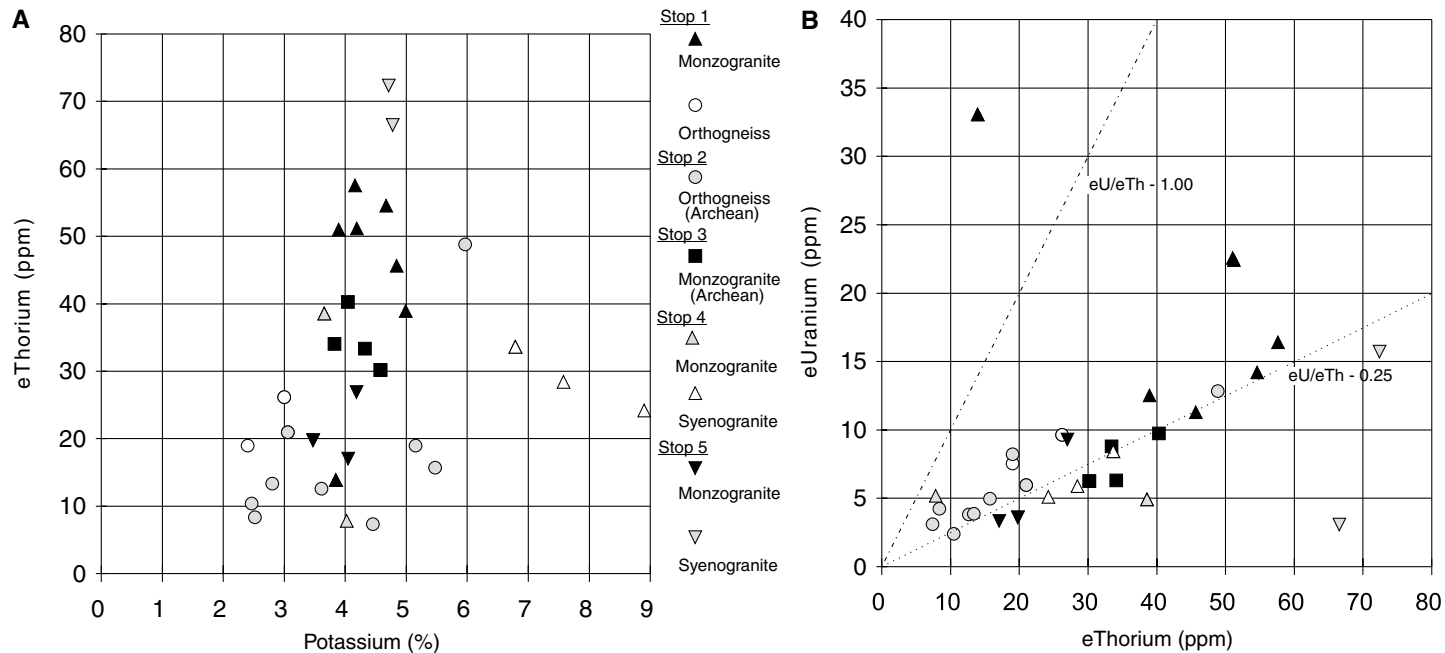 A
80
70
60
50
40
30
20
10
0
eThorium (ppm)
0 1 2 3 4 5 6 7 8 9
Potassium (%)
Stop 1
Monzogranite
Orthogneiss
Stop 2
Orthogneiss
(Archean)
Stop 3
Monzogranite
(Archean)
Stop 4
Monzogranite
Syenogranite
Stop 5
Monzogranite
Syenogranite
B
40
35
30
25
20
15
10
5
0
eUranium (ppm)
eU/eTh - 1.00
eU/eTh - 0.25
0 10 20 30 40 50 60 70 80
eThorium (ppm)